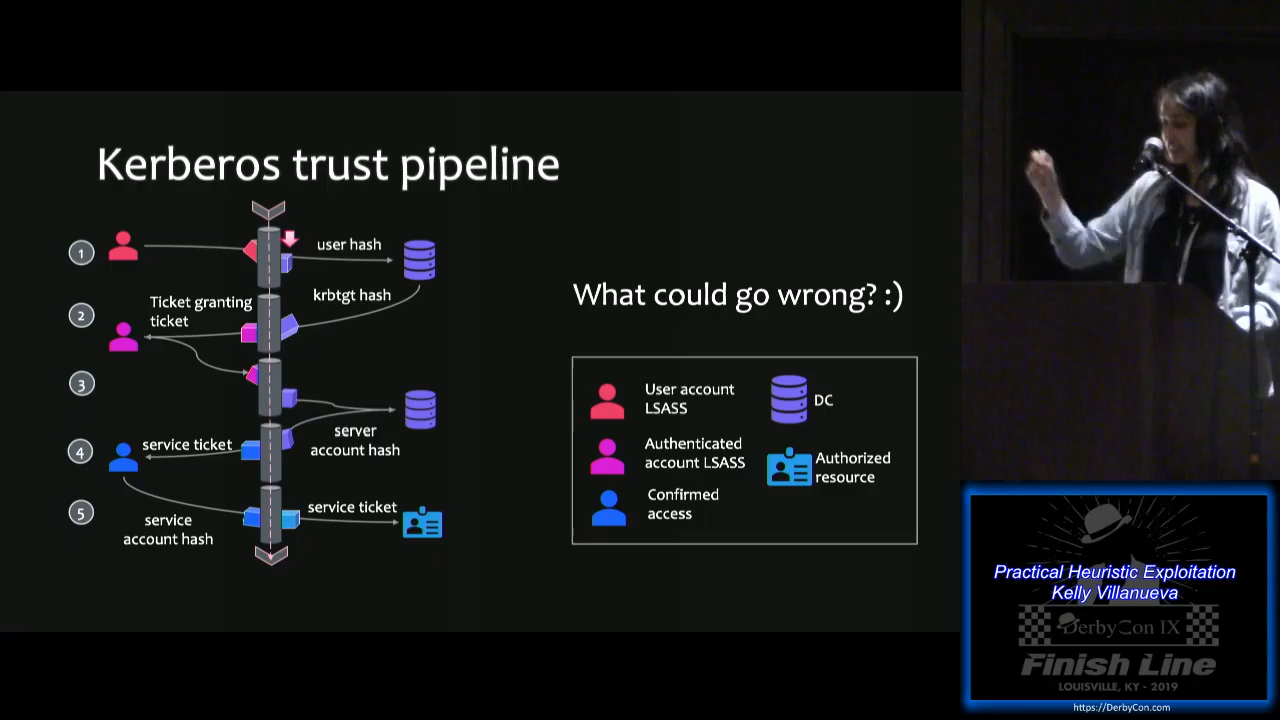 Kerberos trust pipeline
1
user hash
krbtgt hash
2
Ticket granting
ticket
3
server
account hash
4
service ticket
5
service ticket
service
account hash
What could go wrong? :)
User account
LSASS
DC
Authenticated
account LSASS
Authorized
resource
Confirmed
access
Practical Heuristic Exploitation
Kelly Villanueva
DerbyCon IX
Finish Line
LOUISVILLE, KY - 2019
https://DerbyCon.com